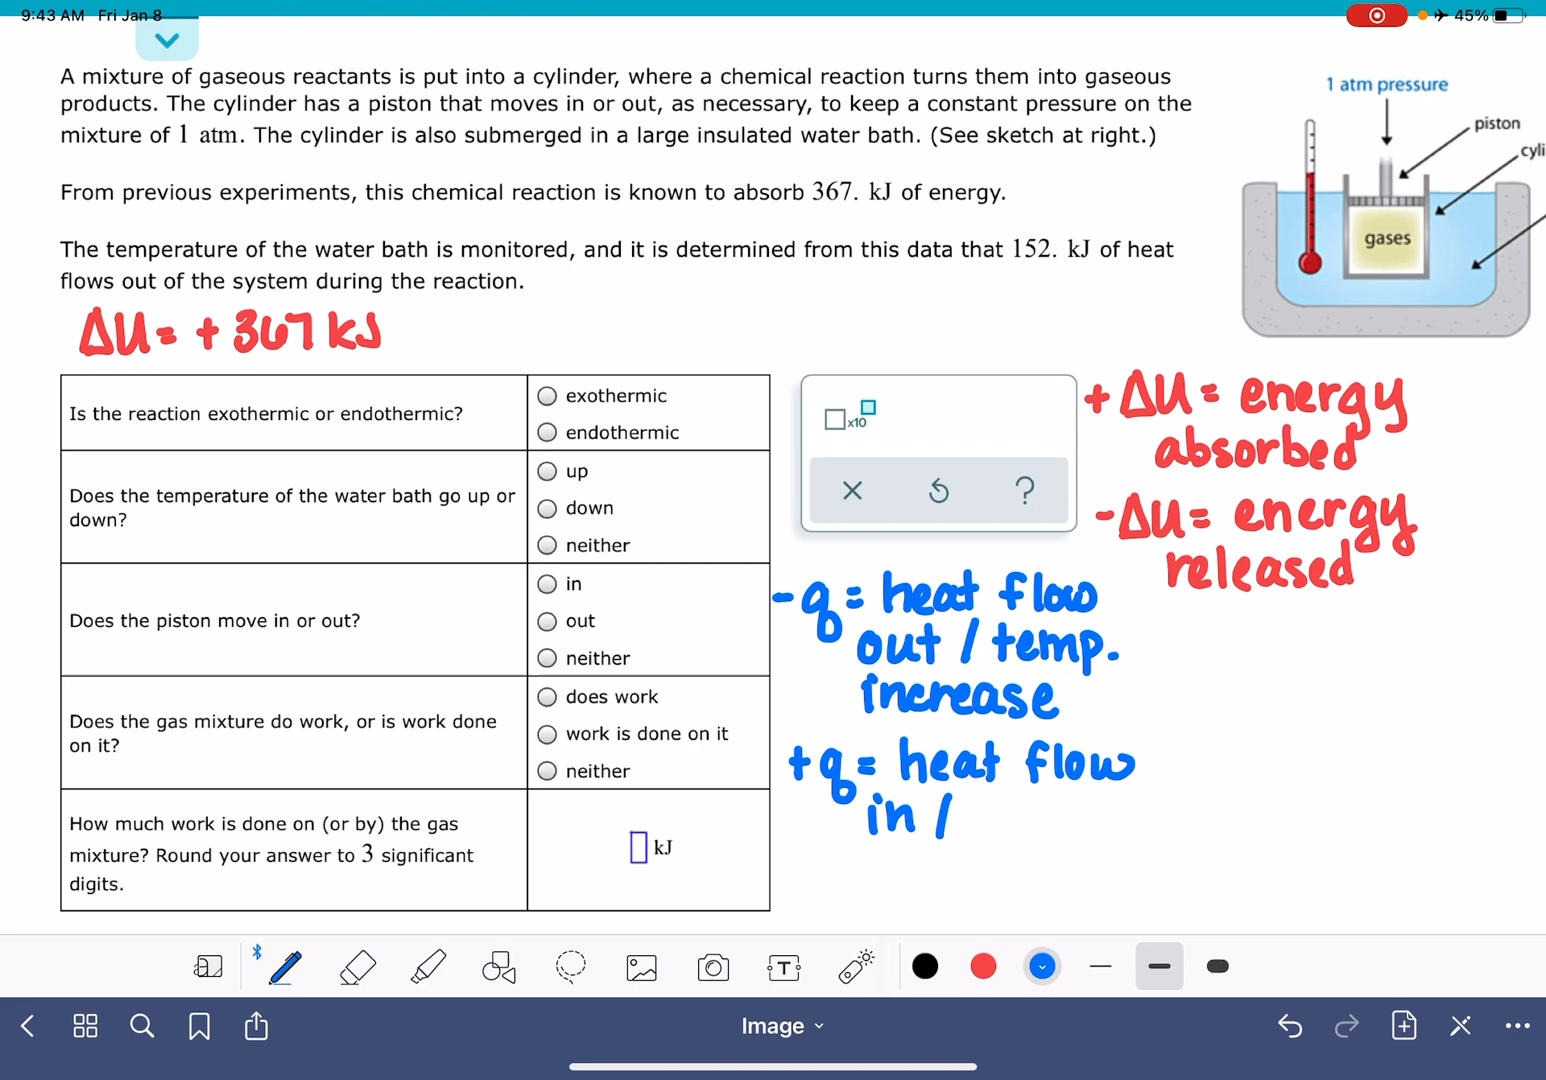 9:43 AM Fri Jan 8
45%
A mixture of gaseous reactants is put into a cylinder, where a chemical reaction turns them into gaseous
products. The cylinder has a piston that moves in or out, as necessary, to keep a constant pressure on the
mixture of 1 atm. The cylinder is also submerged in a large insulated water bath. (See sketch at right.)
1 atm pressure
piston
cyli
gases
From previous experiments, this chemical reaction is known to absorb 367. kJ of energy.
The temperature of the water bath is monitored, and it is determined from this data that 152. kJ of heat
flows out of the system during the reaction.
ΔU = + 367 kJ
Is the reaction exothermic or endothermic?
exothermic
endothermic
Does the temperature of the water bath go up or
down?
up
down
neither
Does the piston move in or out?
in
out
neither
Does the gas mixture do work, or is work done
on it?
does work
work is done on it
neither
How much work is done on (or by) the gas
mixture? Round your answer to 3 significant
digits.
kJ
x10
?
+ ΔU = energy
absorbed
- ΔU = energy
released
- q = heat flow
out / temp.
increase
+ q = heat flow
in /
T
Image